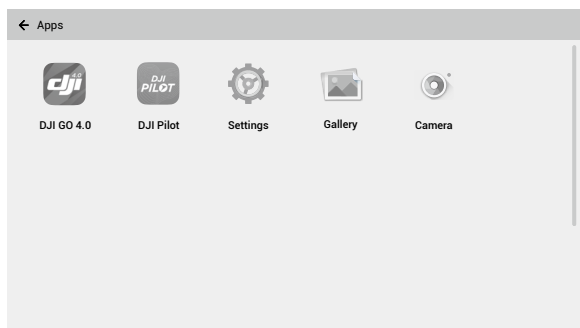 Apps
dji 4.0
DJI
PILOT
DJI GO 4.0
DJI Pilot
Settings
Gallery
Camera